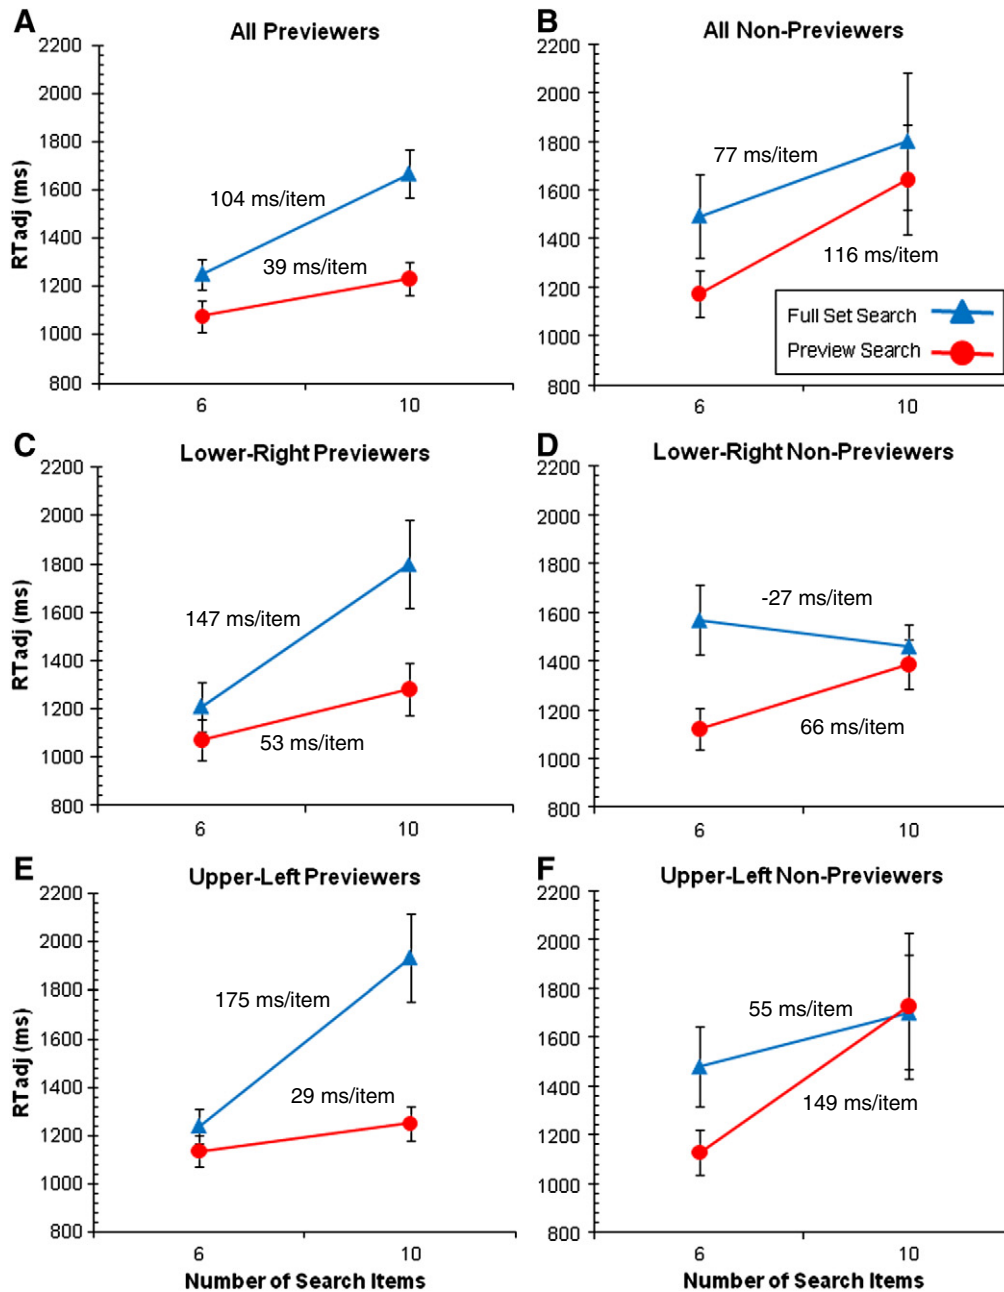 A
All Previewers
2200
2000
1800
1600
1400
1200
1000
800
RTadj (ms)
104 ms/item
39 ms/item
6
10
B
All Non-Previewers
2200
2000
1800
1600
1400
1200
1000
800
77 ms/item
116 ms/item
Full Set Search
Preview Search
6
10
C
Lower-Right Previewers
2200
2000
1800
1600
1400
1200
1000
800
RTadj (ms)
147 ms/item
53 ms/item
6
10
D
Lower-Right Non-Previewers
2200
2000
1800
1600
1400
1200
1000
800
-27 ms/item
66 ms/item
6
10
E
Upper-Left Previewers
2200
2000
1800
1600
1400
1200
1000
800
RTadj (ms)
175 ms/item
29 ms/item
6
10
Number of Search Items
F
Upper-Left Non-Previewers
2200
2000
1800
1600
1400
1200
1000
800
55 ms/item
149 ms/item
6
10
Number of Search Items